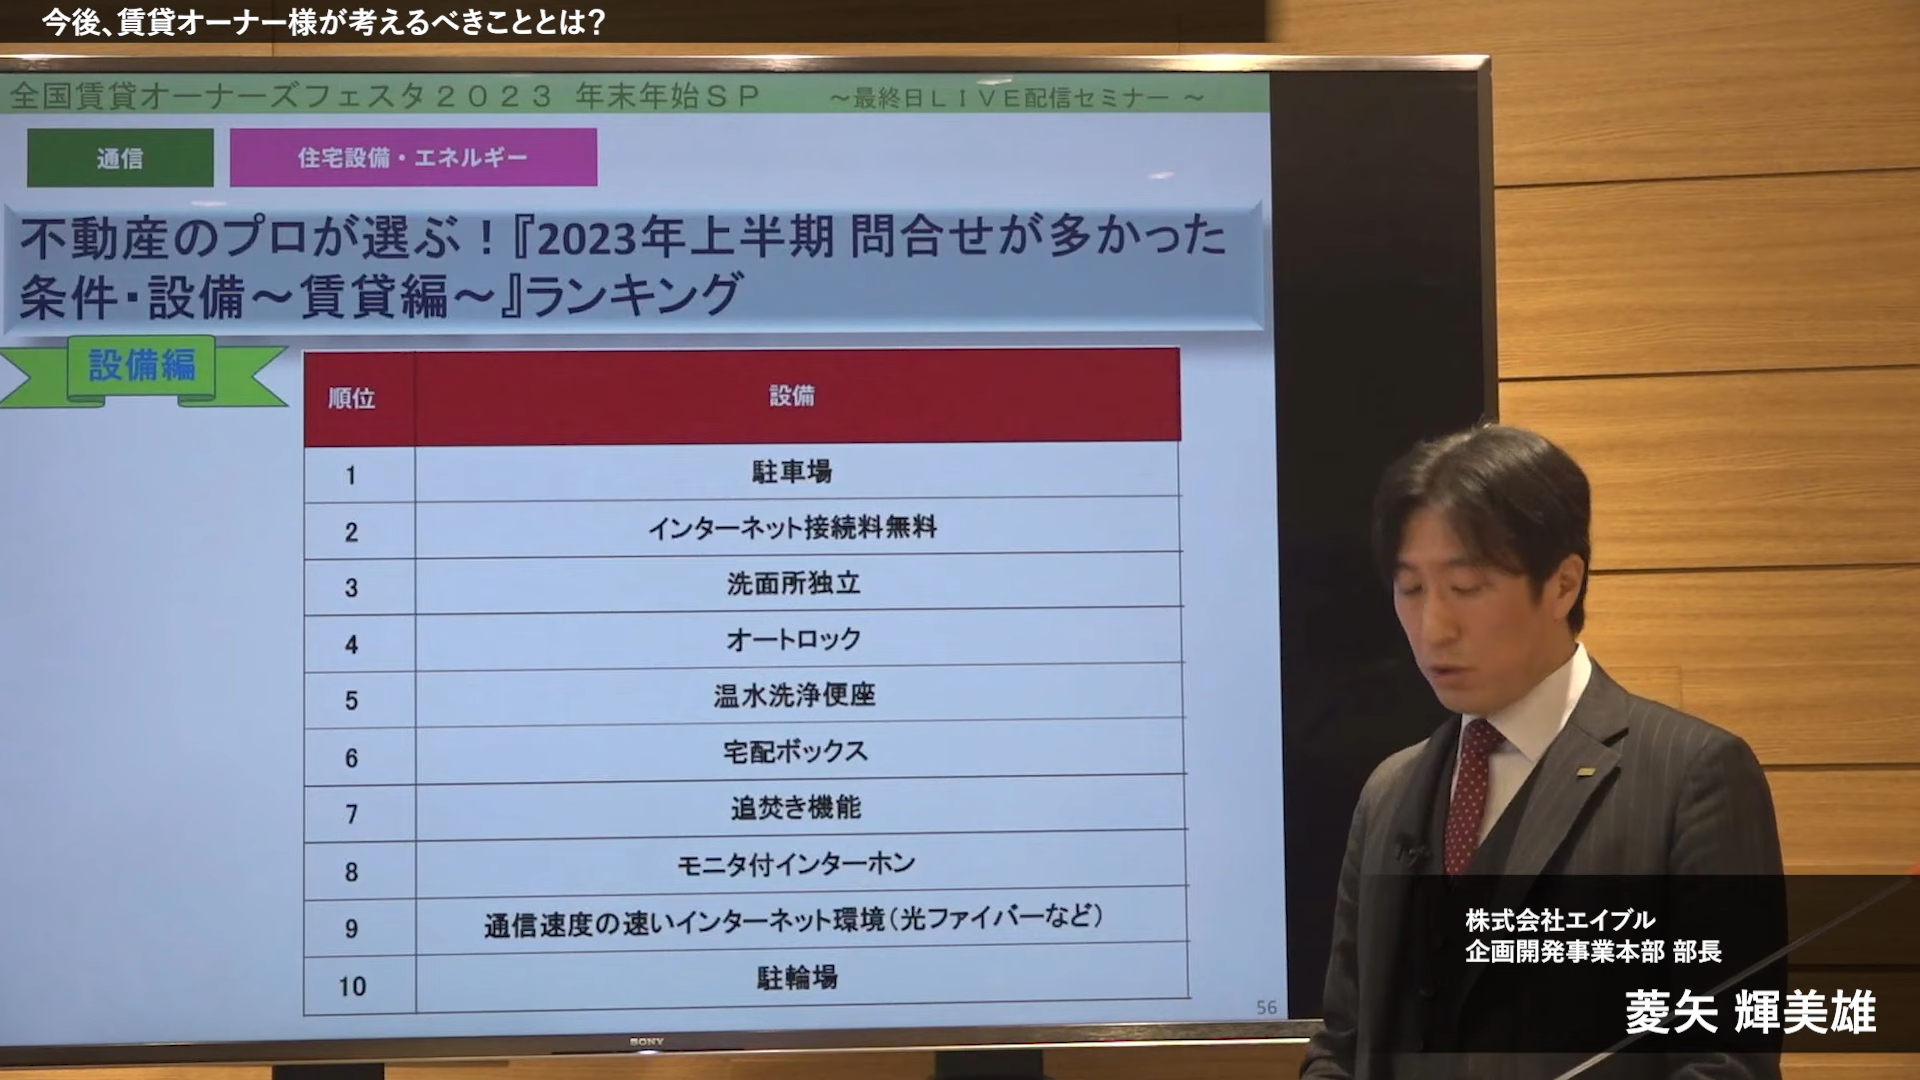 今後、賃貸オーナー様が考えるべきこととは？
全国賃貸オーナーズフェスタ２０２３ 年末年始ＳＰ ～最終日ＬＩＶＥ配信セミナー ～
通信
住宅設備・エネルギー
不動産のプロが選ぶ！『2023年上半期 問合せが多かった
条件・設備～賃貸編～』ランキング
設備編
順位 設備
1 駐車場
2 インターネット接続料無料
3 洗面所独立
4 オートロック
5 温水洗浄便座
6 宅配ボックス
7 追焚き機能
8 モニタ付インターホン
9 通信速度の速いインターネット環境（光ファイバーなど）
10 駐輪場
56
SONY
株式会社エイブル
企画開発事業本部 部長
菱矢 輝美雄